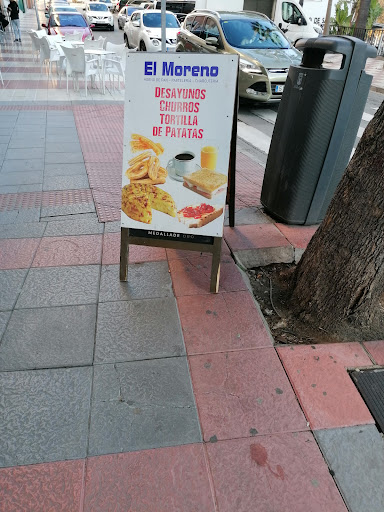 El Moreno
DESAYUNOS
CHURROS
TORTILLA
DE PATATAS